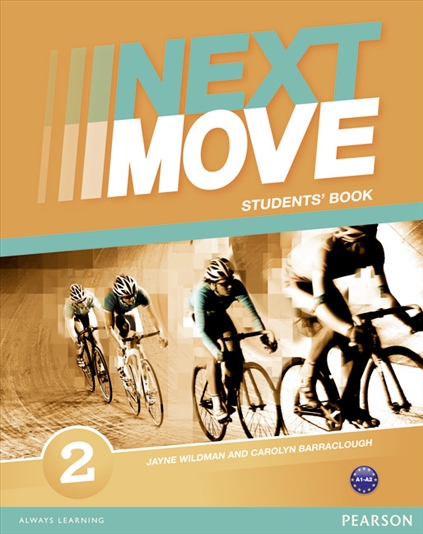 NEXT
MOVE
STUDENTS' BOOK
2
JAYNE WILDMAN AND CAROLYN BARRACLOUGH
A1-A2
ALWAYS LEARNING
PEARSON